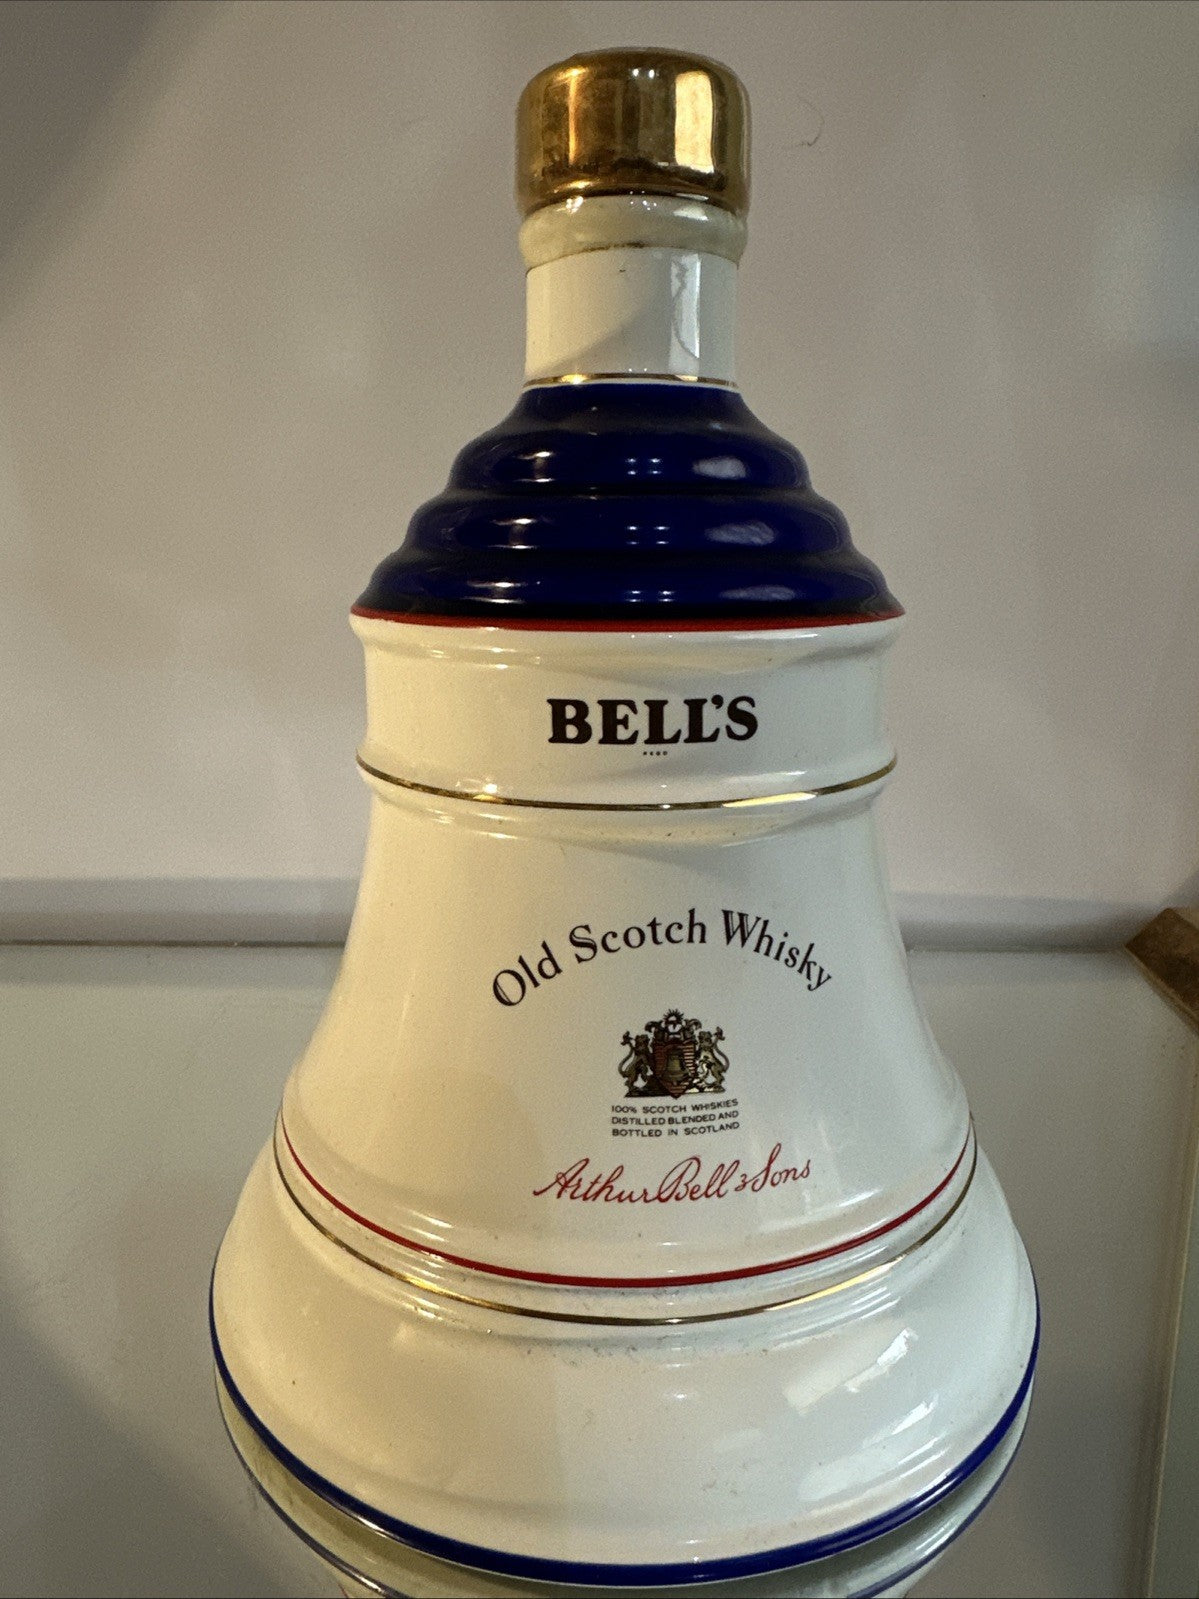 BELL'S
Old Scotch Whisky
100% SCOTCH WHISKIES
DISTILLED BLENDED AND
BOTTLED IN SCOTLAND
Arthur Bell & Sons